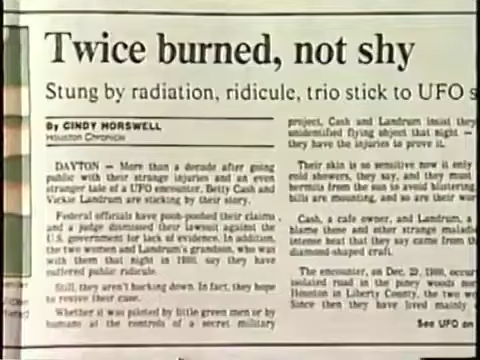 Twice burned, not shy
Stung by radiation, ridicule, trio stick to UFO s
By CINDY HORSWELL
Houston Chronicle
DAYTON — More than a decade after going
public with their strange injuries and an even
stranger tale of a UFO encounter, Betty Cash and
Vickie Landrum are sticking by their story.
Federal officials have pooh-poohed their claims,
and a judge dismissed their lawsuit against the
U.S. government for lack of evidence. In addition,
the two women and Landrum's grandson, who was
with them that night in 1980, say they have
suffered public ridicule.
Still, they aren't backing down. In fact, they hope
to revive their case.
Whether it was piloted by little green men or by
humans at the controls of a secret military
project, Cash and Landrum insist they
unidentified flying object that night —
they have the injuries to prove it.
Their skin is so sensitive now it only
cold showers, they say, and they must
hermits from the sun to avoid blistering.
bills are mounting, and so are their wor
Cash, a cafe owner, and Landrum, a
blame these and other strange maladie
intense heat that they say came from th
diamond-shaped craft.
The encounter, on Dec. 29, 1980, occur
isolated road in the piney woods nor
Houston in Liberty County, the two wo
Since then they have lived mainly
See UFO on